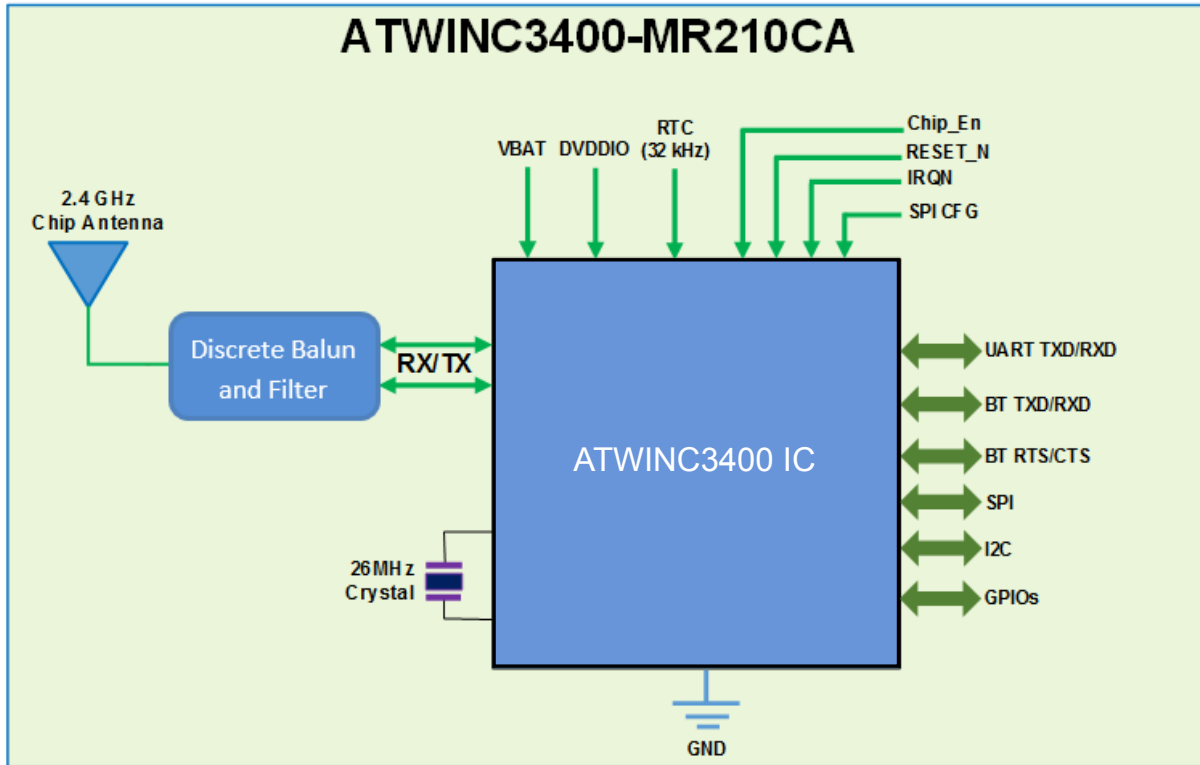 ATWINC3400-MR210CA
VBAT
DVDDIO
RTC
(32 kHz)
Chip_En
RESET_N
IRQN
SPI CFG
2.4 GHz
Chip Antenna
Discrete Balun
and Filter
RX/TX
ATWINC3400 IC
UART TXD/RXD
BT TXD/RXD
BT RTS/CTS
SPI
I2C
GPIOs
26MHz
Crystal
GND